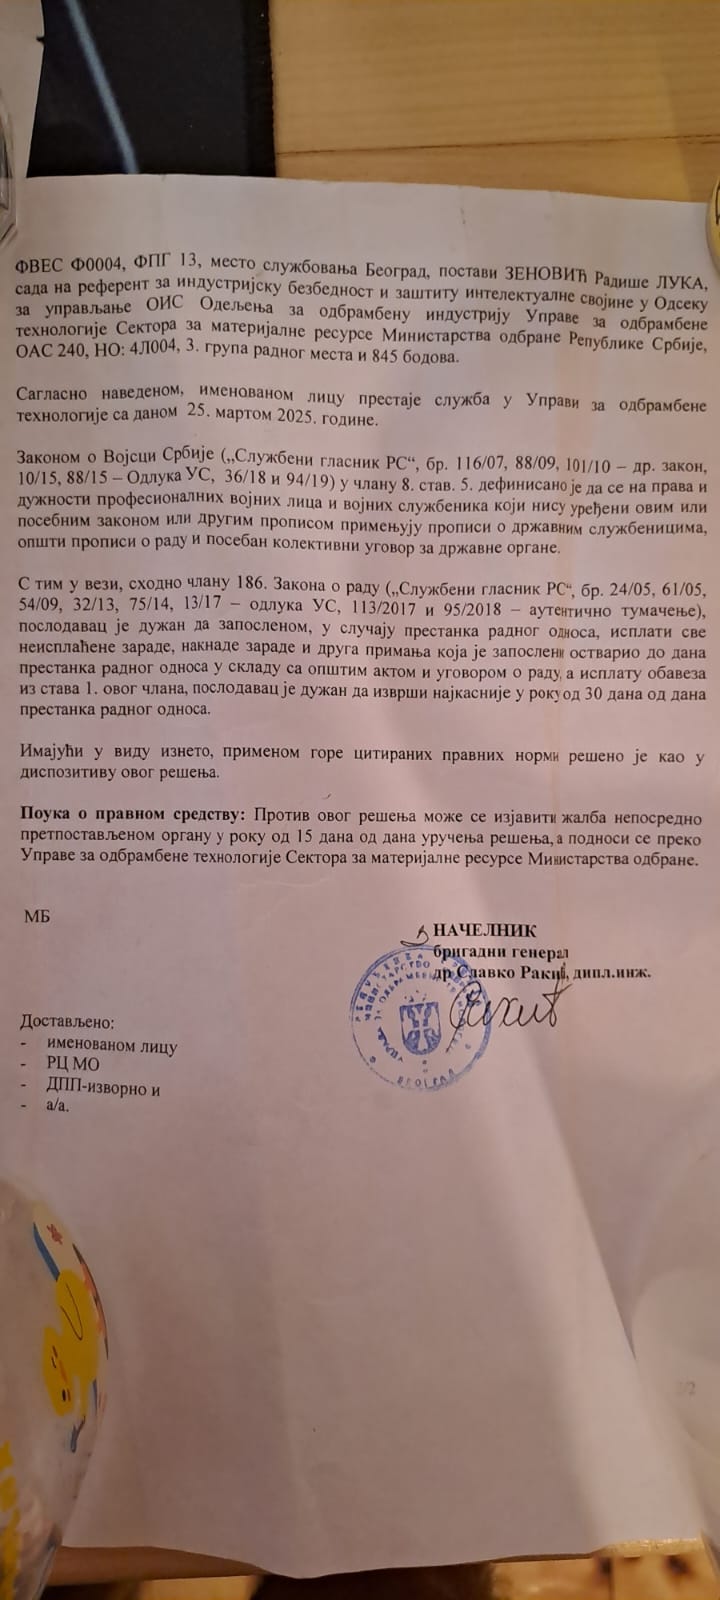 ФВЕС Ф0004, ФПГ 13, место службовања Београд, постави ЗЕНОВИЋ Радише ЛУКА,
сада на референт за индустријску безбедност и заштиту интелектуалне својине у Одсеку
за управљање ОИС Одељења за одбрамбену индустрију Управе за одбрамбене
технологије Сектора за материјалне ресурсе Министарства одбране Републике Србије,
ОАС 240, НО: 4Л004, 3. група радног места и 845 бодова.
Сагласно наведеном, именованом лицу престаје служба у Управи за одбрамбене
технологије са даном 25. мартом 2025. године.
Законом о Војсци Србије („Службени гласник РС“, бр. 116/07, 88/09, 101/10 – др. закон,
10/15, 88/15 – Одлука УС, 36/18 и 94/19) у члану 8. став. 5. дефинисано је да се на права и
дужности професионалних војних лица и војних службеника који нису уређени овим или
посебним законом или другим прописом примењују прописи о државним службеницима,
општи прописи о раду и посебан колективни уговор за државне органе.
С тим у вези, сходно члану 186. Закона о раду („Службени гласник РС“, бр. 24/05, 61/05,
54/09, 32/13, 75/14, 13/17 – одлука УС, 113/2017 и 95/2018 – аутентично тумачење),
послодавац је дужан да запосленом, у случају престанка радног односа, исплати све
неисплаћене зараде, накнаде зараде и друга примања која је запослени остварио до дана
престанка радног односа у складу са општим актом и уговором о раду, а исплату обавеза
из става 1. овог члана, послодавац је дужан да изврши најкасније у року од 30 дана од дана
престанка радног односа.
Имајући у виду изнето, применом горе цитираних правних норми решено је као у
диспозитиву овог решења.
Поука о правном средству: Против овог решења може се изјавити жалба непосредно
претпостављеном органу у року од 15 дана од дана уручења решења, а подноси се преко
Управе за одбрамбене технологије Сектора за материјалне ресурсе Министарства одбране.
МБ
НАЧЕЛНИК
бригадни генерал
др Славко Ракић, дипл.инж.
РЕПУБЛИКА
МИНИСТАРСТВО
БЕОГРАД
Достављено:
- именованом лицу
- РЦ МО
- ДПП-изворно и
- а/а.
2/2